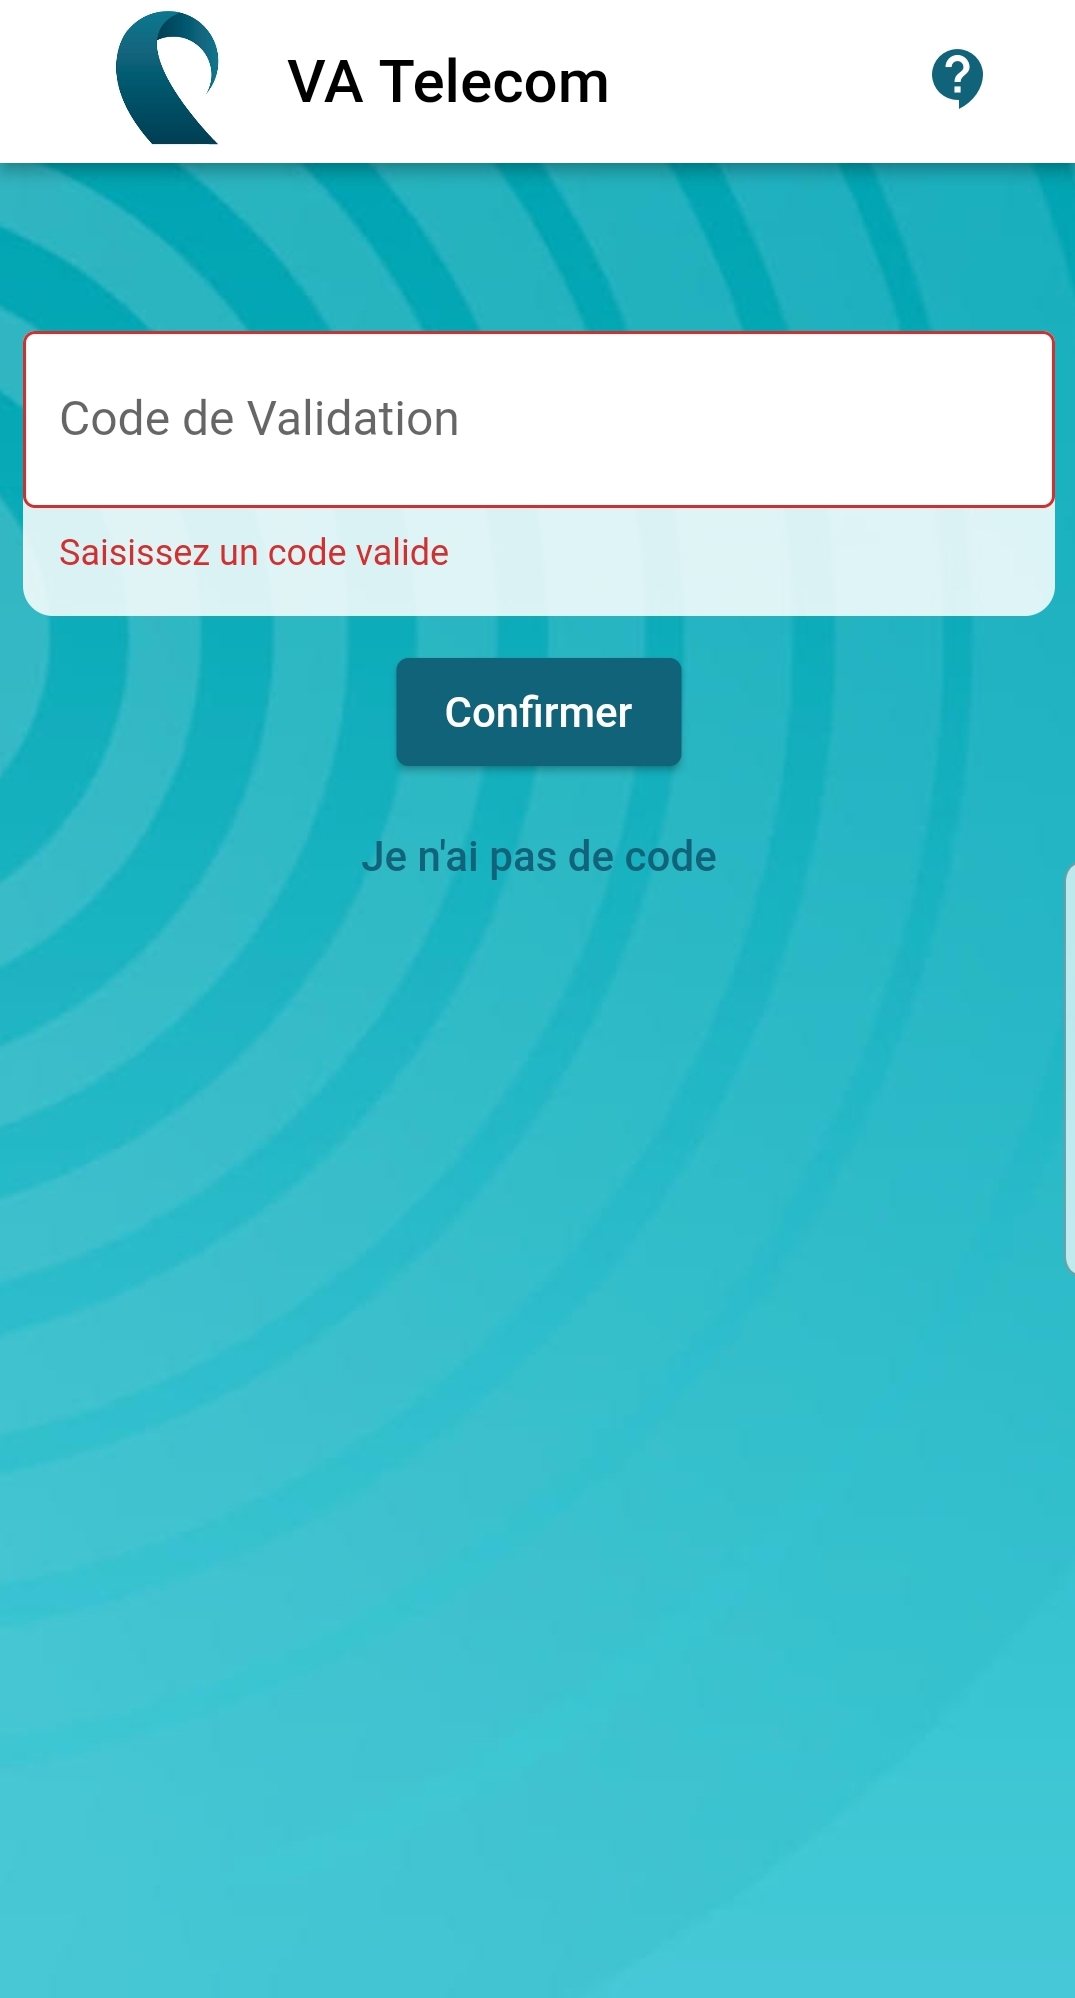 VA Telecom
Code de Validation
Saisissez un code valide
Confirmer
Je n'ai pas de code